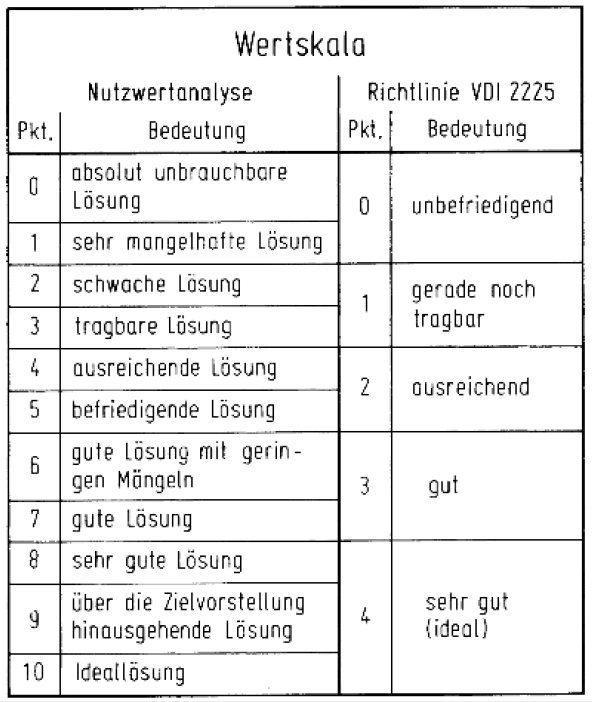 Wertskala
Nutzwertanalyse Richtlinie VDI 2225
Pkt. Bedeutung Pkt. Bedeutung
0 absolut unbrauchbare
Lösung
0 unbefriedigend
1 sehr mangelhafte Lösung
2 schwache Lösung
1 gerade noch
tragbar
3 tragbare Lösung
4 ausreichende Lösung
2 ausreichend
5 befriedigende Lösung
6 gute Lösung mit gerin-
gen Mängeln
3 gut
7 gute Lösung
8 sehr gute Lösung
9 über die Zielvorstellung
hinausgehende Lösung
4 sehr gut
(ideal)
10 Ideallösung